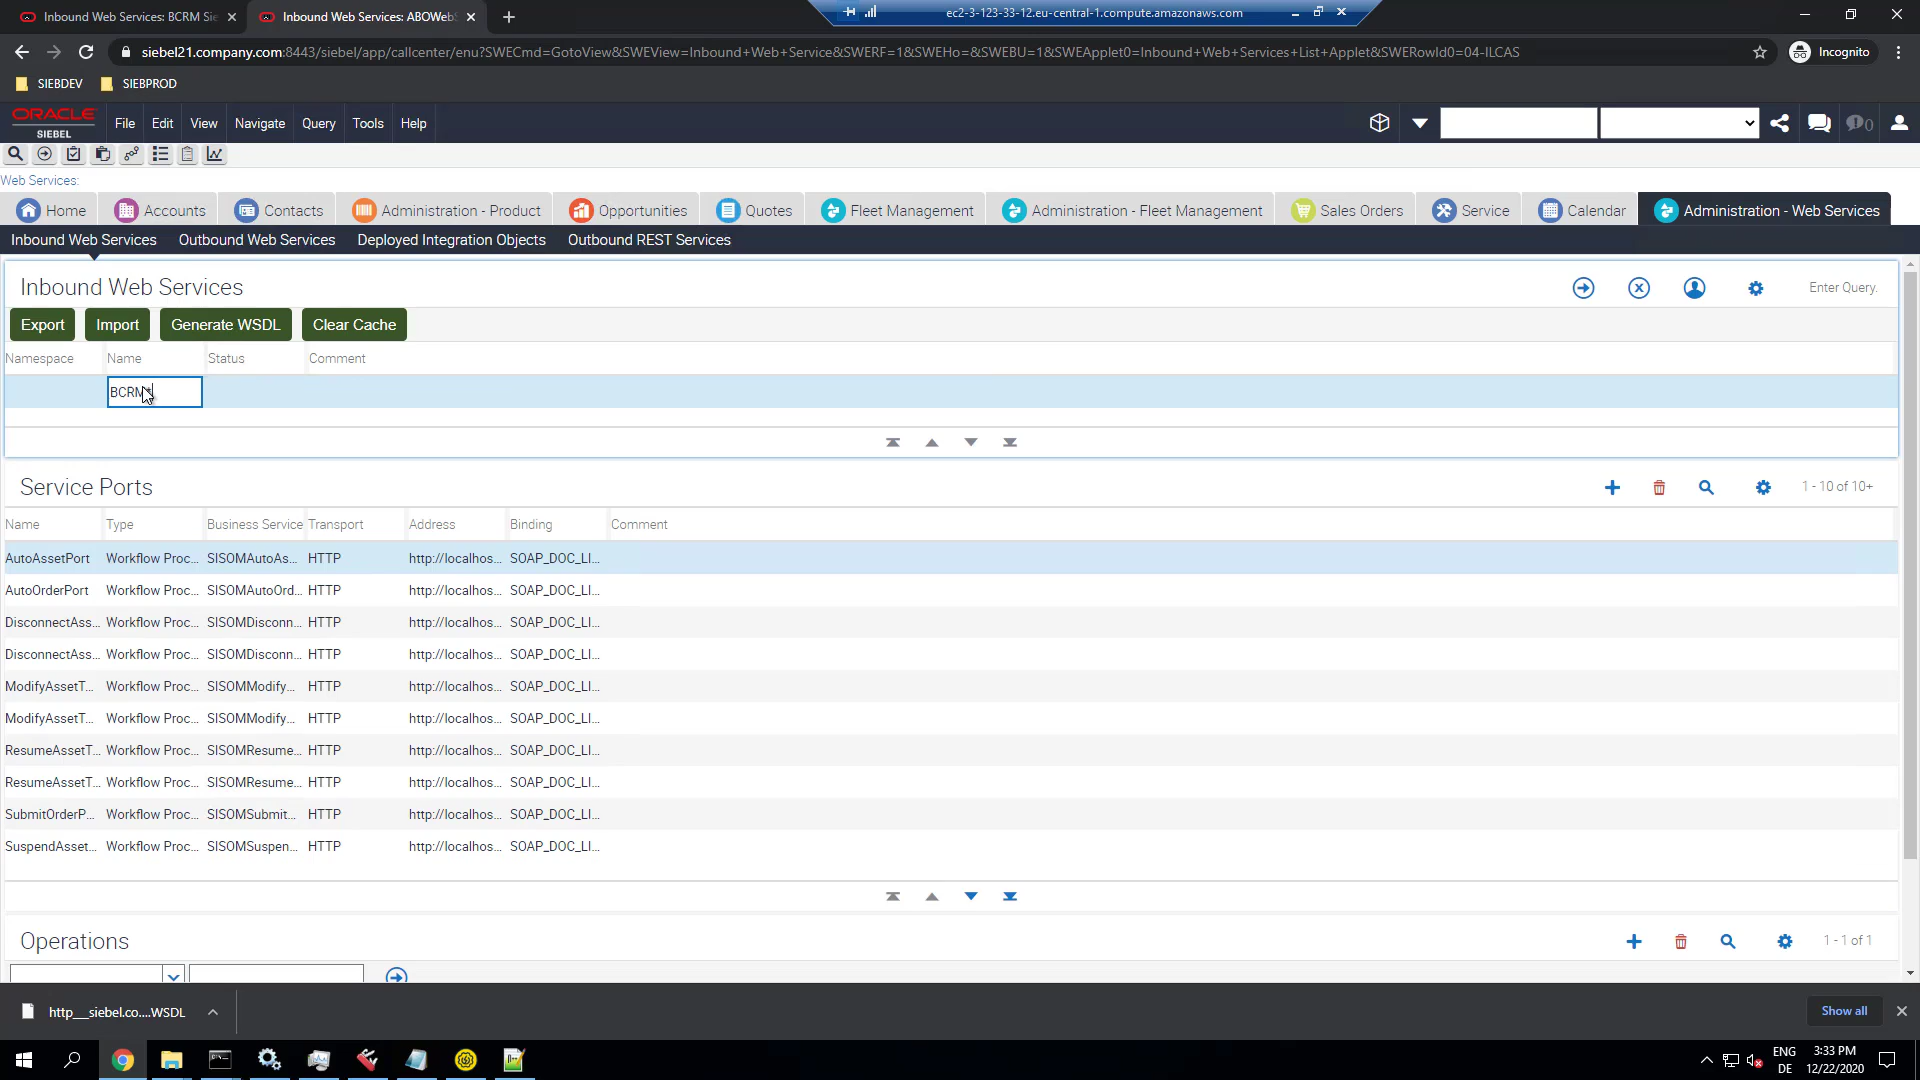 Inbound Web Services: BCRM Sie
Inbound Web Services: ABOWebS
ec2-3-123-33-12.eu-central-1.compute.amazonaws.com
siebel21.company.com:8443/siebel/app/callcenter/enu?SWECmd=GotoView&SWEView=Inbound+Web+Service&SWERF=1&SWEHo=&SWEBU=1&SWEApplet0=Inbound+Web+Services+List+Applet&SWERowId0=04-ILCAS
Incognito
SIEBDEV
SIEBPROD
ORACLE
SIEBEL
File
Edit
View
Navigate
Query
Tools
Help
0
Web Services:
Home
Accounts
Contacts
Administration - Product
Opportunities
Quotes
Fleet Management
Administration - Fleet Management
Sales Orders
Service
Calendar
Administration - Web Services
Inbound Web Services
Outbound Web Services
Deployed Integration Objects
Outbound REST Services
Inbound Web Services
Enter Query.
Export
Import
Generate WSDL
Clear Cache
Namespace Name Status Comment
BCRM*
Service Ports
1 - 10 of 10+
Name Type Business Service Transport Address Binding Comment
AutoAssetPort Workflow Proc... SISOMAutoAs... HTTP http://localhos... SOAP_DOC_LI...
AutoOrderPort Workflow Proc... SISOMAutoOrd... HTTP http://localhos... SOAP_DOC_LI...
DisconnectAss... Workflow Proc... SISOMDisconn... HTTP http://localhos... SOAP_DOC_LI...
DisconnectAss... Workflow Proc... SISOMDisconn... HTTP http://localhos... SOAP_DOC_LI...
ModifyAssetT... Workflow Proc... SISOMModify... HTTP http://localhos... SOAP_DOC_LI...
ModifyAssetT... Workflow Proc... SISOMModify... HTTP http://localhos... SOAP_DOC_LI...
ResumeAssetT... Workflow Proc... SISOMResume... HTTP http://localhos... SOAP_DOC_LI...
ResumeAssetT... Workflow Proc... SISOMResume... HTTP http://localhos... SOAP_DOC_LI...
SubmitOrderP... Workflow Proc... SISOMSubmit... HTTP http://localhos... SOAP_DOC_LI...
SuspendAsset... Workflow Proc... SISOMSuspen... HTTP http://localhos... SOAP_DOC_LI...
Operations
1 - 1 of 1
http___siebel.co....WSDL
Show all
ENG
DE
3:33 PM
12/22/2020